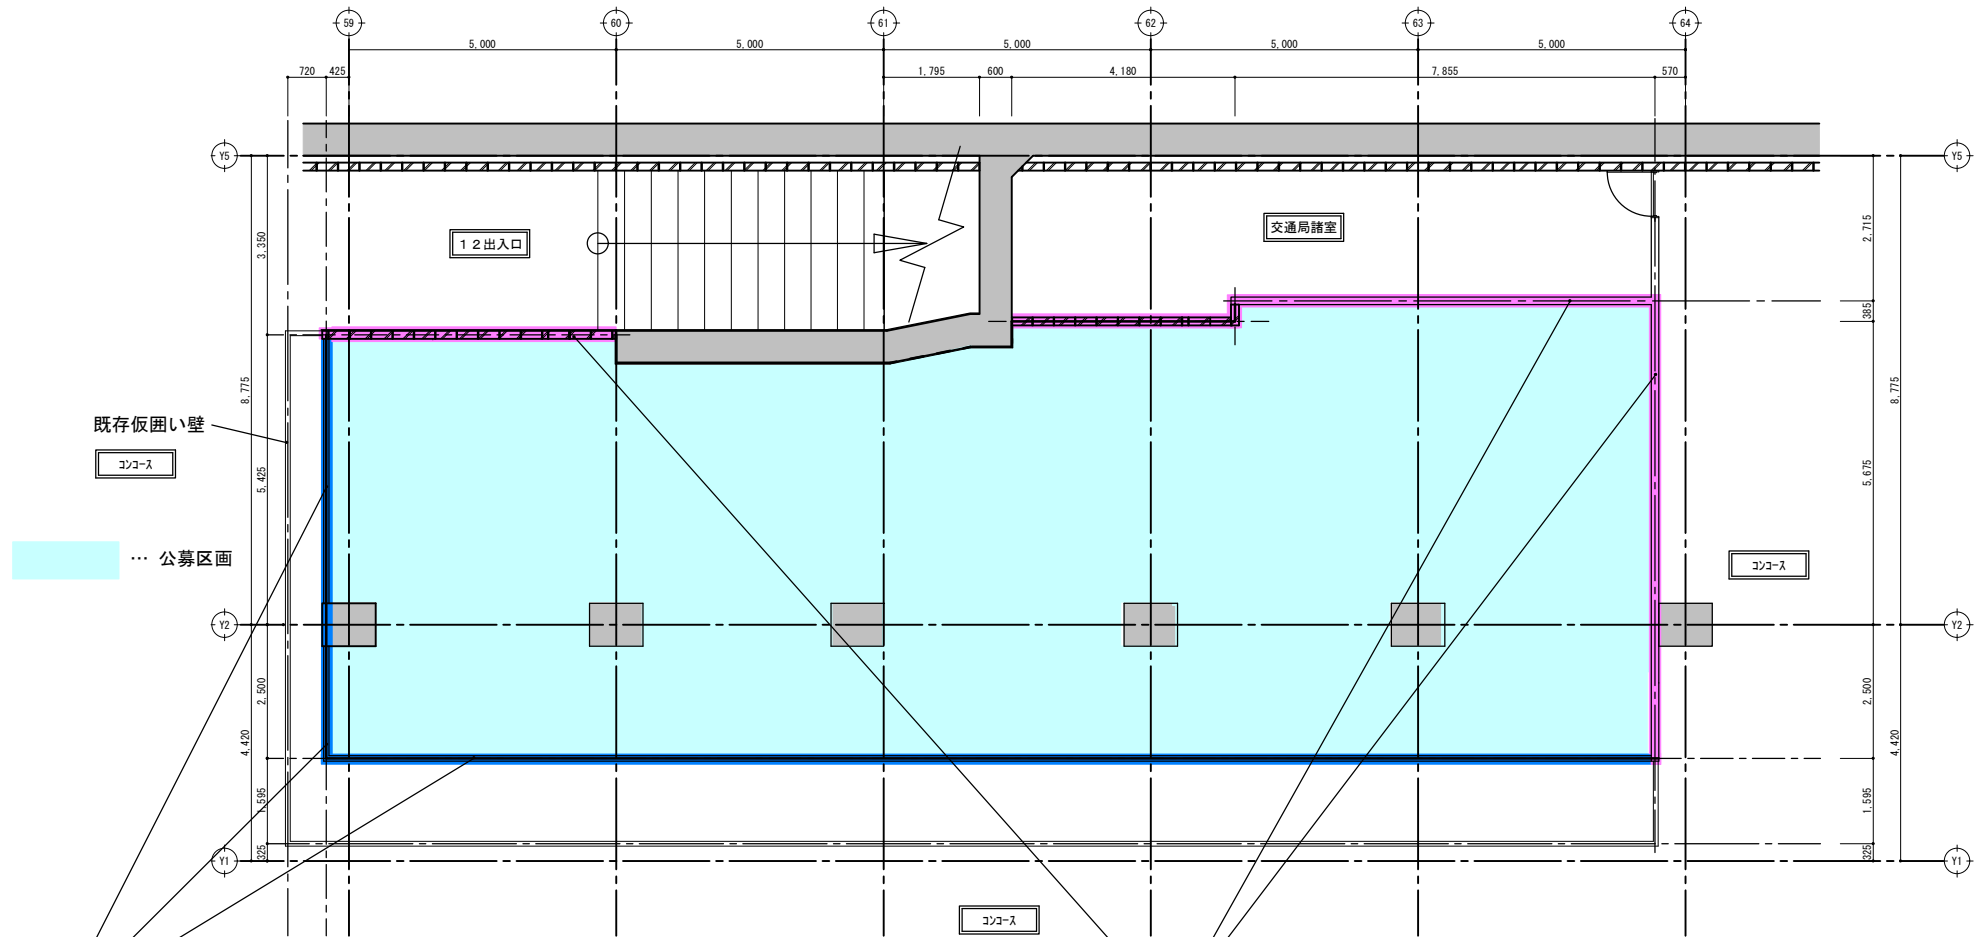 59 60 61 62 63 64
5,000 5,000 5,000 5,000 5,000
720 425 1,795 600 4,180 7,855 570
Y5 Y5
3,350
12出入口
交通局諸室
2,715
385
8,775
8,775
既存仮囲い壁
コンコース
5,425
5,675
… 公募区画
コンコース
Y2 Y2
2,500
2,500
4,420
4,420
1,595
1,595
325
325
Y1 Y1
コンコース